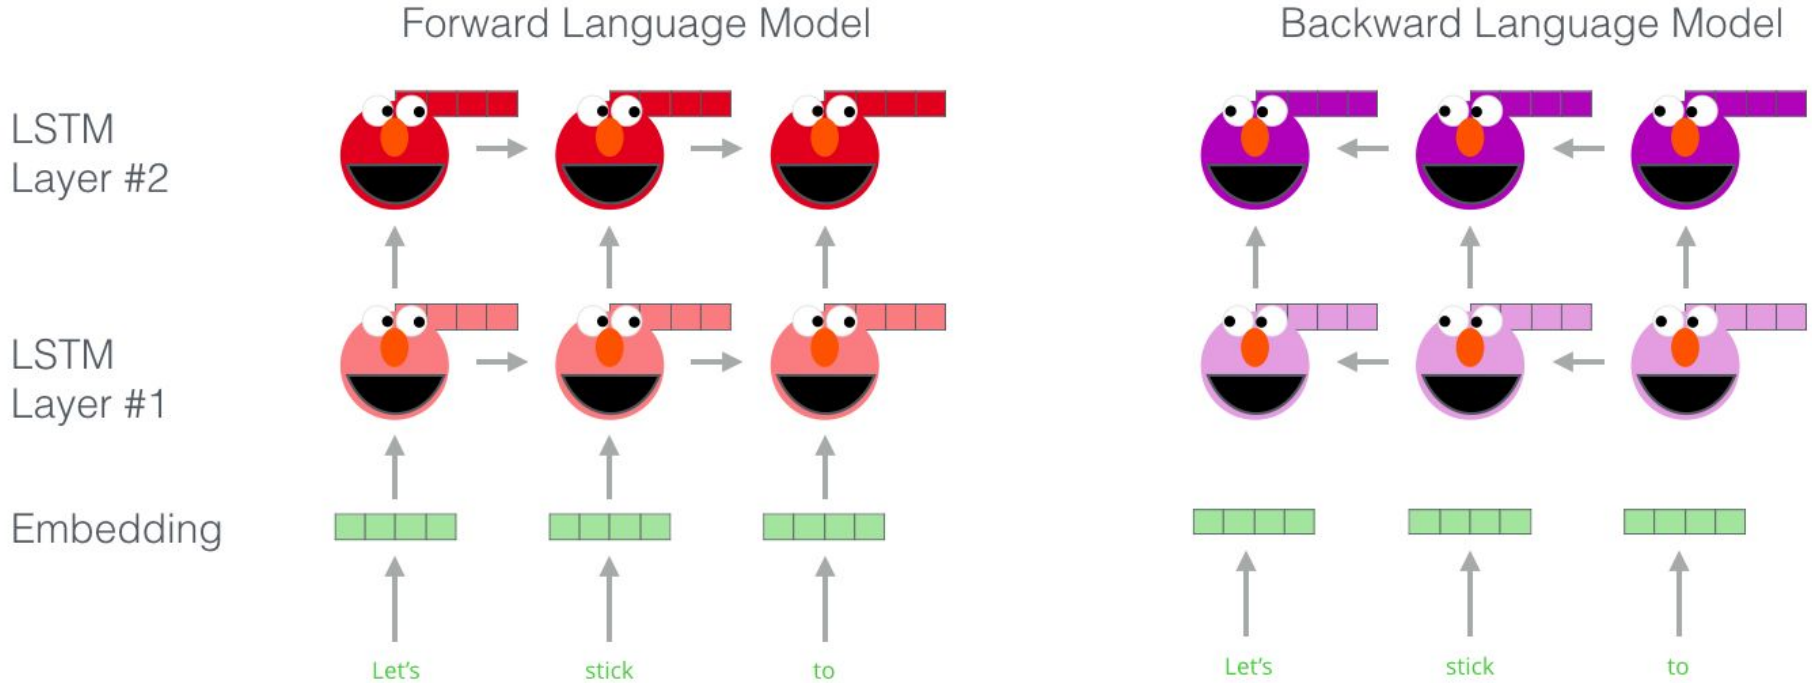 Forward Language Model
Backward Language Model
LSTM
Layer #2
LSTM
Layer #1
Embedding
Let's
stick
to
Let's
stick
to